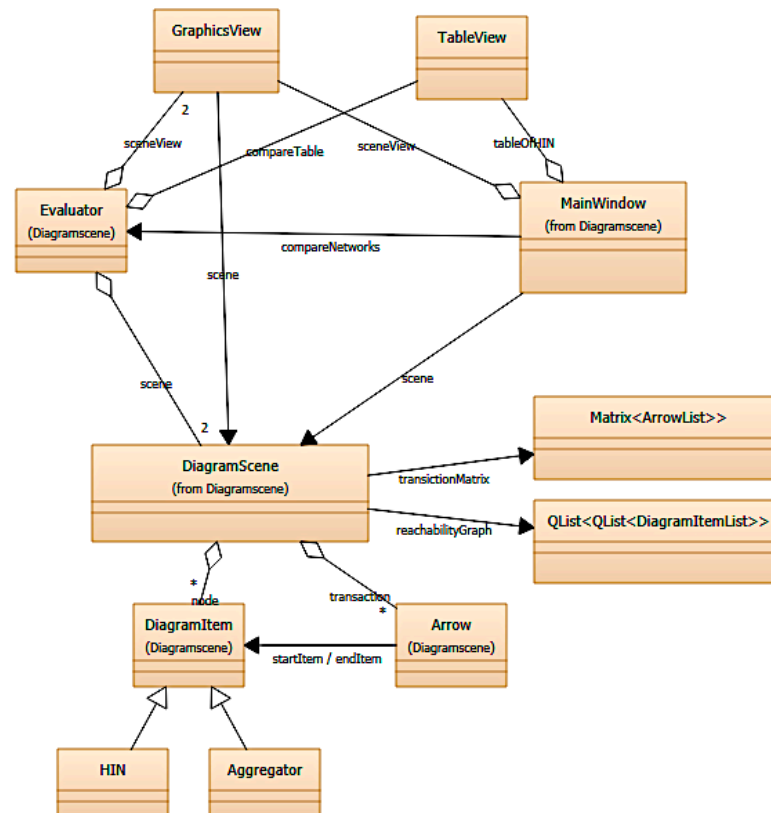 GraphicsView
TableView
2
sceneView
compareTable
sceneView
tableOfHIN
Evaluator
(Diagramscene)
MainWindow
(from Diagramscene)
compareNetworks
scene
scene
scene
2
DiagramScene
(from Diagramscene)
Matrix<ArrowList>>
transictionMatrix
QList<QList<DiagramItemList>>
reachabilityGraph
*
node
transaction
*
DiagramItem
(Diagramscene)
Arrow
(Diagramscene)
startItem / endItem
HIN
Aggregator